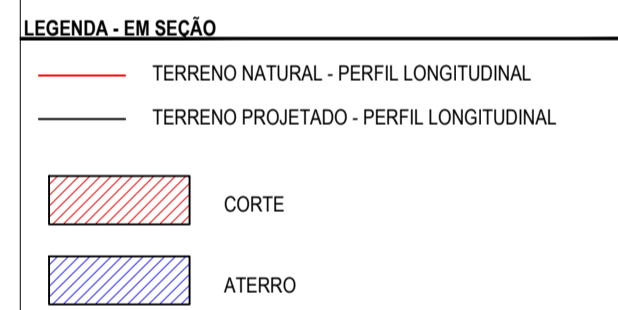 LEGENDA - EM SEÇÃO
TERRENO NATURAL - PERFIL LONGITUDINAL
TERRENO PROJETADO - PERFIL LONGITUDINAL
CORTE
ATERRO